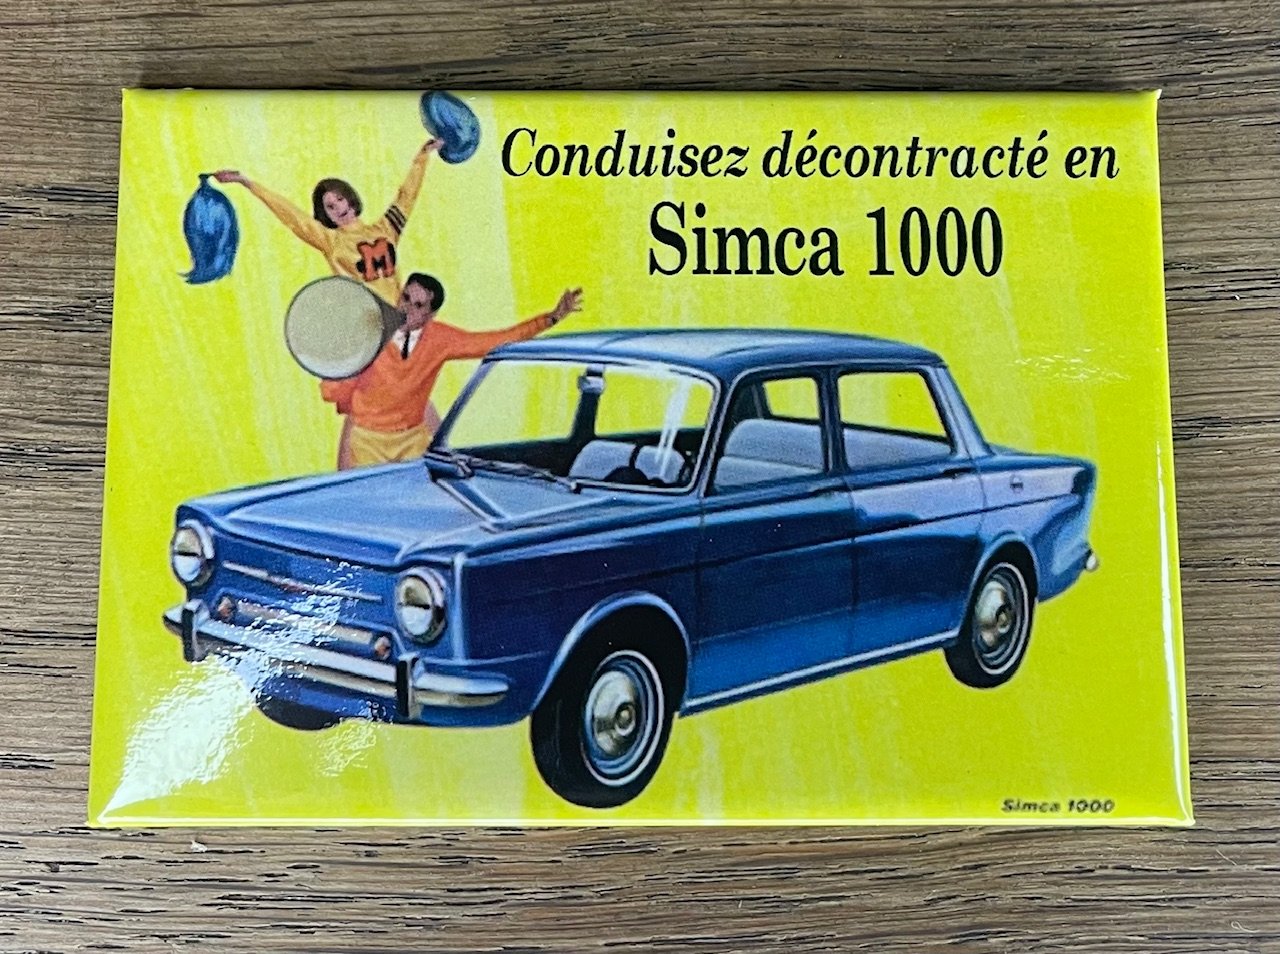 Conduisez décontracté en
Simca 1000
M
Simca 1000